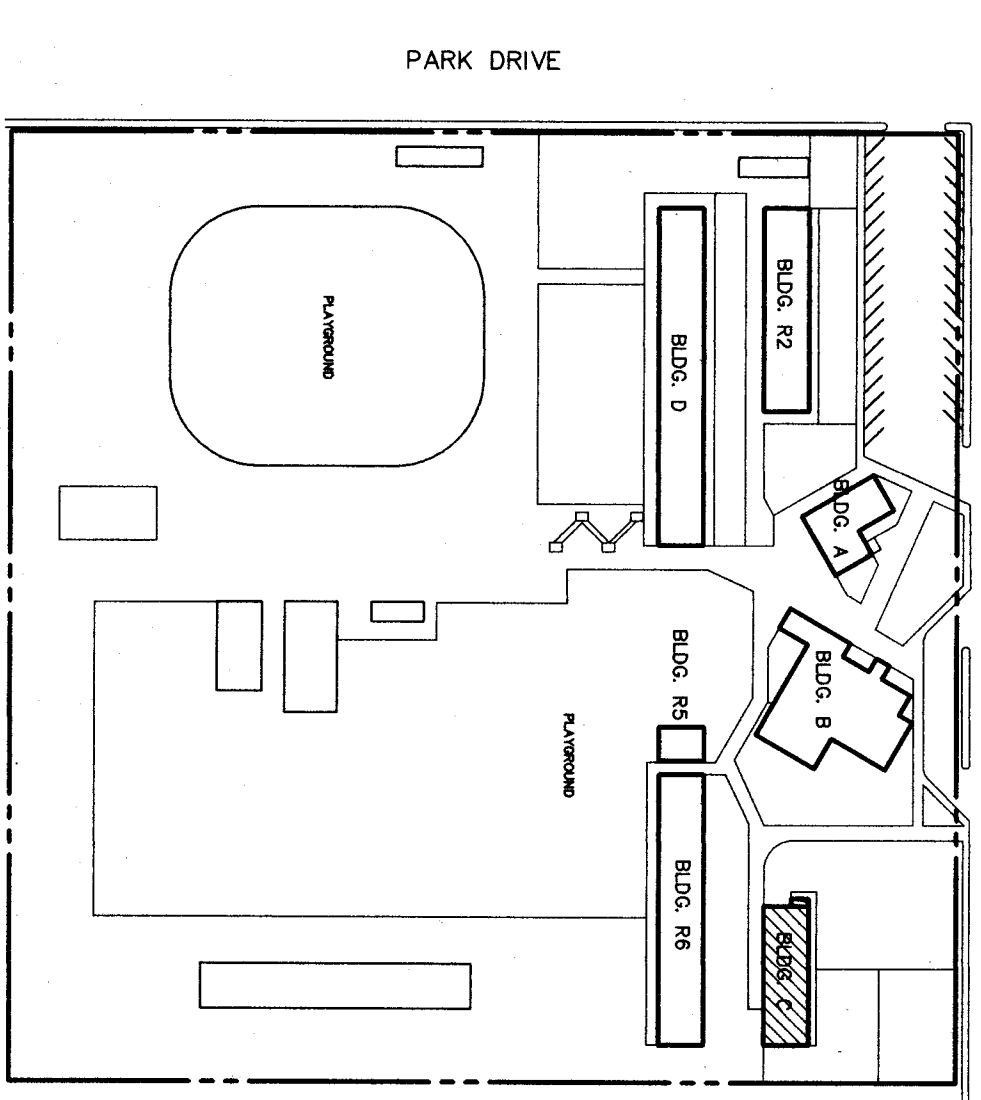 PARK DRIVE
PLAYGROUND
BLDG. D
BLDG. R2
BLDG. A
BLDG. R5
BLDG. B
PLAYGROUND
BLDG. R6
BLDG. C